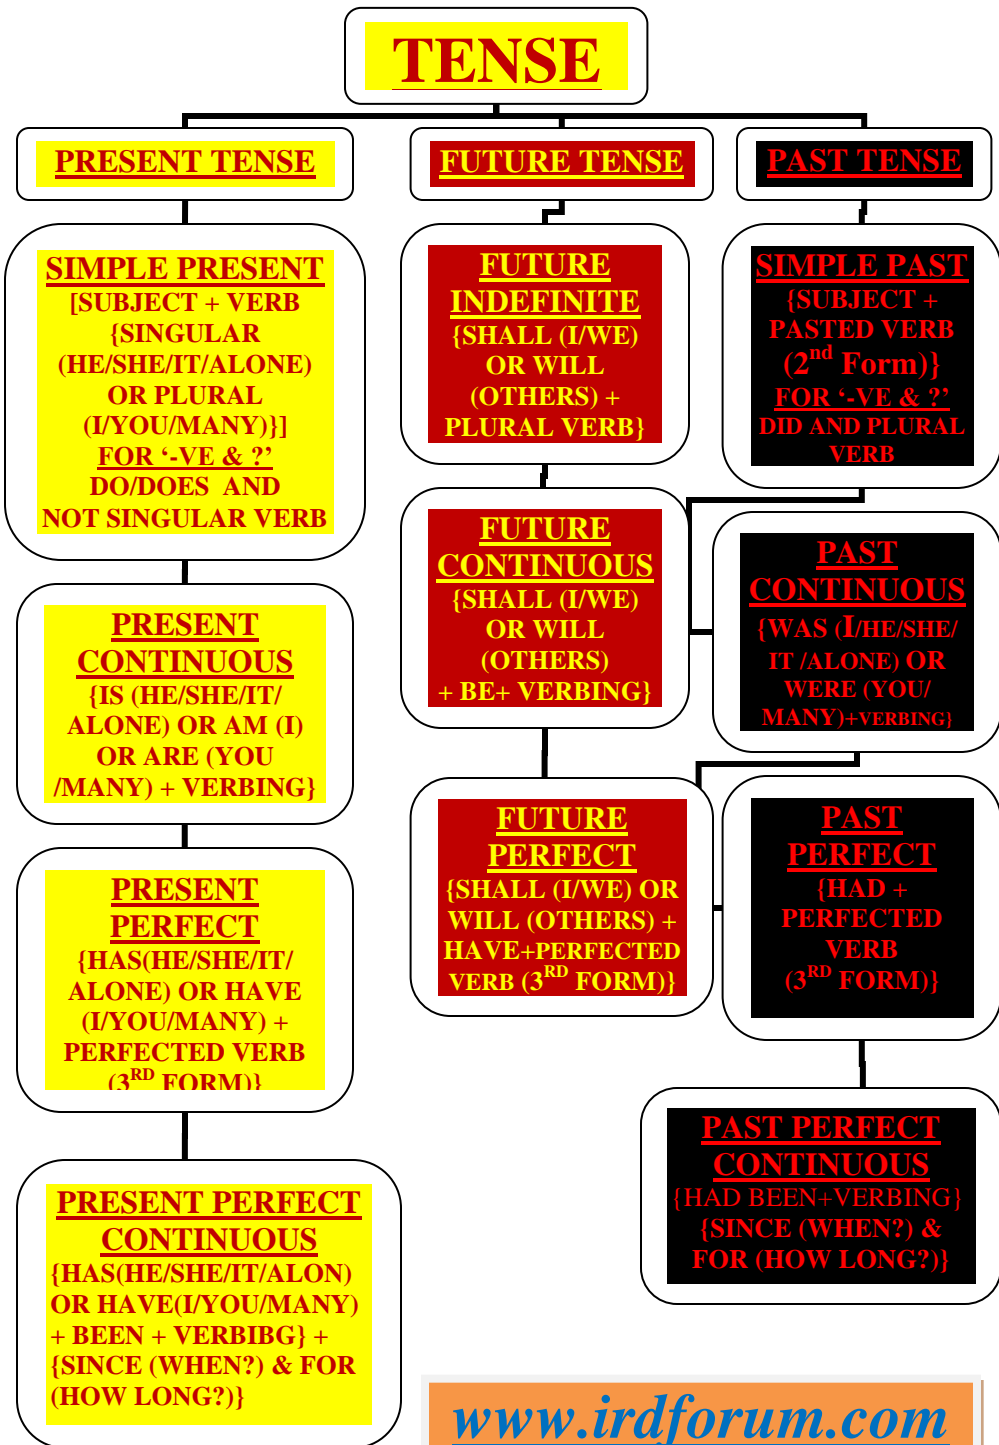 TENSE
PRESENT TENSE
SIMPLE PRESENT
[SUBJECT + VERB
{SINGULAR
(HE/SHE/IT/ALONE)
OR PLURAL
(I/YOU/MANY)}]
FOR ‘-VE & ?’
DO/DOES AND
NOT SINGULAR VERB
PRESENT
CONTINUOUS
{IS (HE/SHE/IT/
ALONE) OR AM (I)
OR ARE (YOU
/MANY) + VERBING}
PRESENT
PERFECT
{HAS(HE/SHE/IT/
ALONE) OR HAVE
(I/YOU/MANY) +
PERFECTED VERB
(3RD FORM)}
PRESENT PERFECT
CONTINUOUS
{HAS(HE/SHE/IT/ALON)
OR HAVE(I/YOU/MANY)
+ BEEN + VERBIBG} +
{SINCE (WHEN?) & FOR
(HOW LONG?)}
FUTURE TENSE
FUTURE
INDEFINITE
{SHALL (I/WE)
OR WILL
(OTHERS) +
PLURAL VERB}
FUTURE
CONTINUOUS
{SHALL (I/WE)
OR WILL
(OTHERS)
+ BE+ VERBING}
FUTURE
PERFECT
{SHALL (I/WE) OR
WILL (OTHERS) +
HAVE+PERFECTED
VERB (3RD FORM)}
PAST TENSE
SIMPLE PAST
{SUBJECT +
PASTED VERB
(2nd Form)}
FOR ‘-VE & ?’
DID AND PLURAL
VERB
PAST
CONTINUOUS
{WAS (I/HE/SHE/
IT /ALONE) OR
WERE (YOU/
MANY)+VERBING}
PAST
PERFECT
{HAD +
PERFECTED
VERB
(3RD FORM)}
PAST PERFECT
CONTINUOUS
{HAD BEEN+VERBING}
{SINCE (WHEN?) &
FOR (HOW LONG?)}
www.irdforum.com